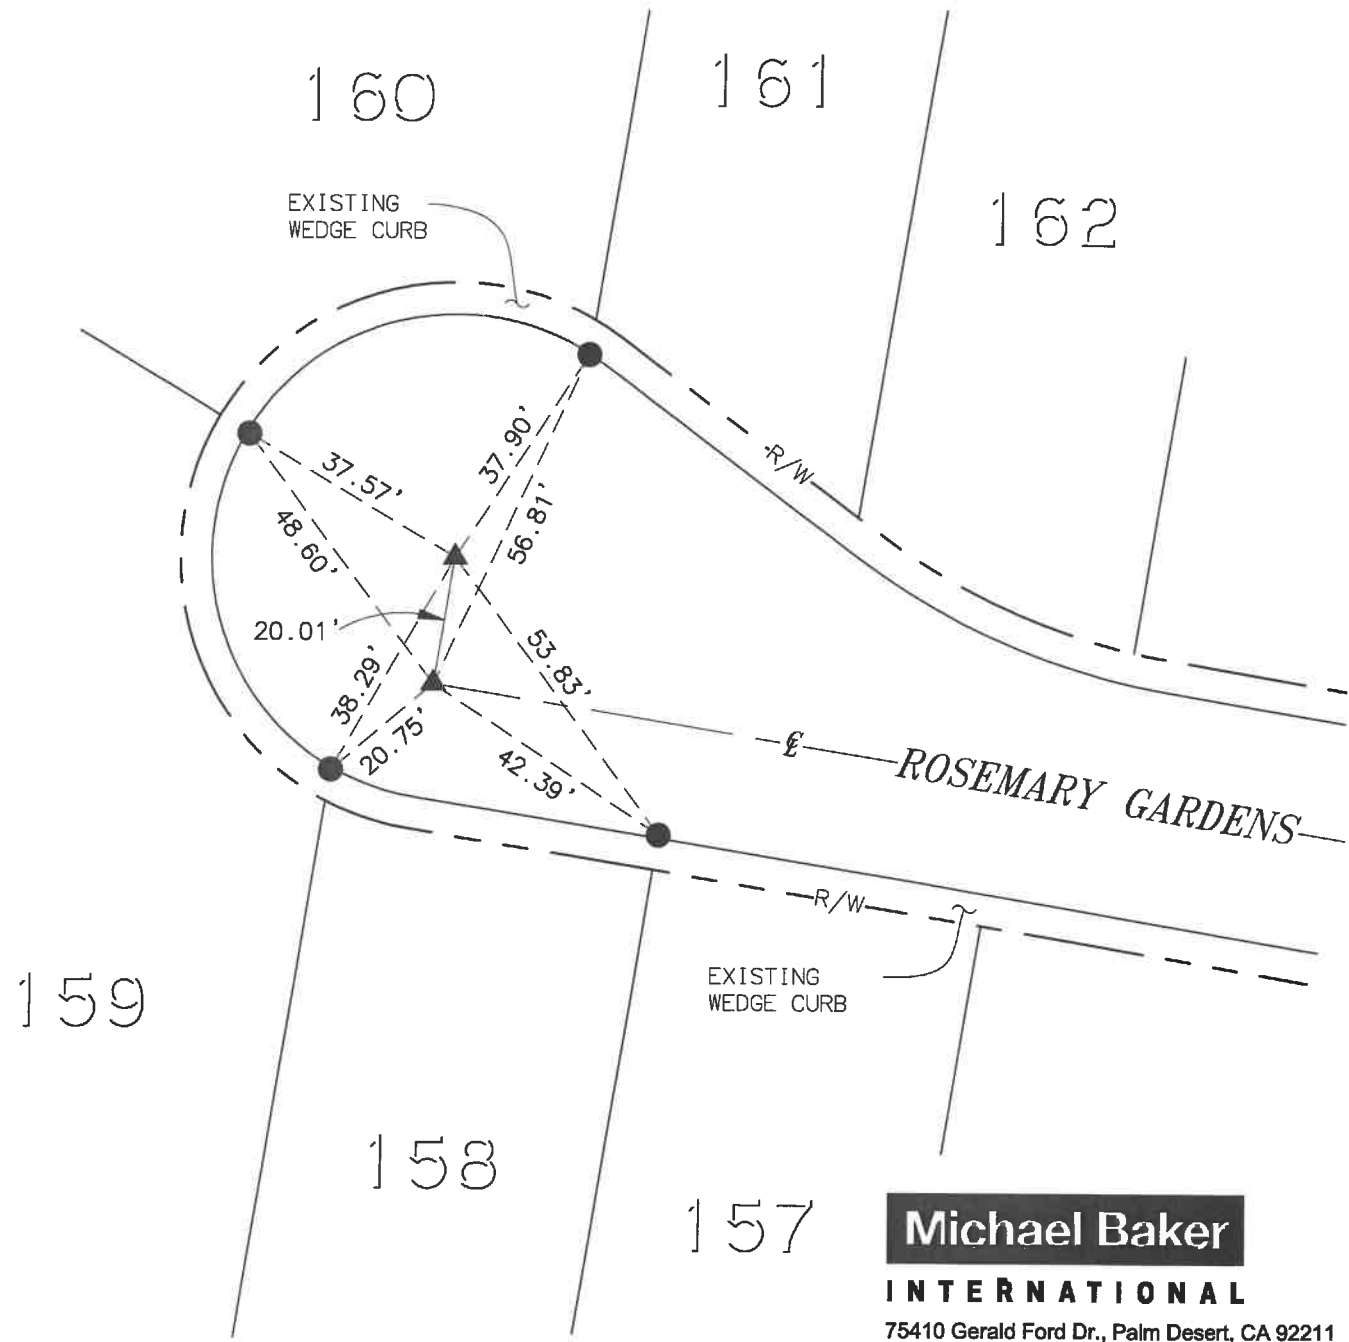 160
161
162
EXISTING
WEDGE CURB
R/W
37.57'
37.90'
48.60'
56.81'
20.01'
53.83'
38.29'
20.75'
42.39'
℄
ROSEMARY GARDENS
R/W
EXISTING
WEDGE CURB
159
158
157
Michael Baker
INTERNATIONAL
75410 Gerald Ford Dr., Palm Desert, CA 92211